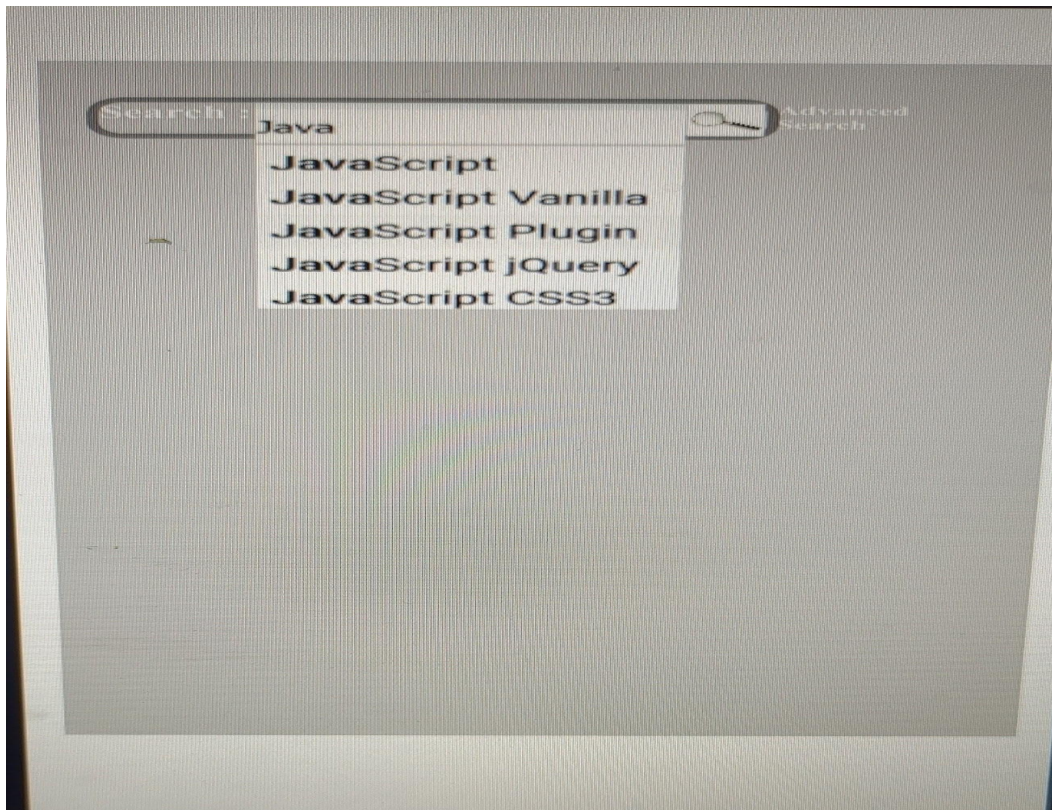 Search :
Java
Advanced
Search
JavaScript
JavaScript Vanilla
JavaScript Plugin
JavaScript jQuery
JavaScript CSS3